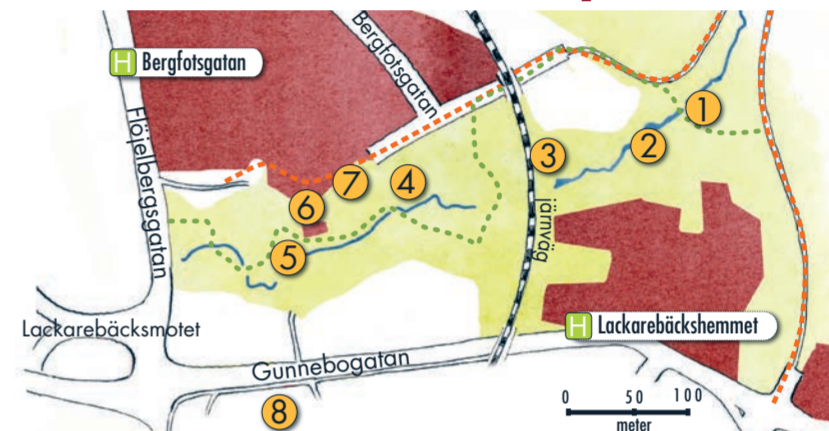 H Bergfotsgatan
Bergfotsgatan
Flöjelbergsgatan
1
2
3
4
7
6
5
järnväg
H Lackarebäckshemmet
Lackarebäcksmotet
Gunnebogatan
8
0 50 100
meter